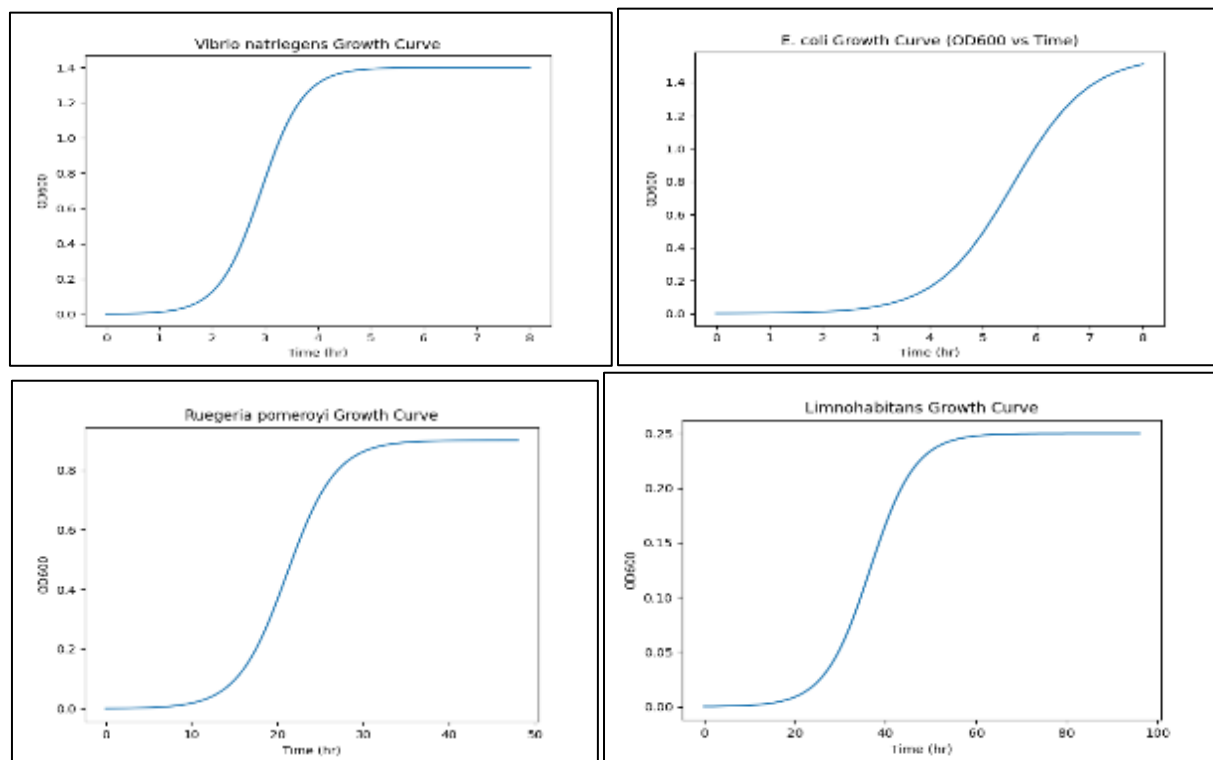 Vibrio natriegens Growth Curve
1.4
1.2
1.0
0.8
0.6
0.4
0.2
0.0
OD600
0 1 2 3 4 5 6 7 8
Time (hr)
E. coli Growth Curve (OD600 vs Time)
1.4
1.2
1.0
0.8
0.6
0.4
0.2
0.0
OD600
0 1 2 3 4 5 6 7 8
Time (hr)
Ruegeria pomeroyi Growth Curve
0.8
0.6
0.4
0.2
0.0
OD600
0 10 20 30 40 50
Time (hr)
Limnohabitans Growth Curve
0.25
0.20
0.15
0.10
0.05
0.00
OD600
0 20 40 60 80 100
Time (hr)